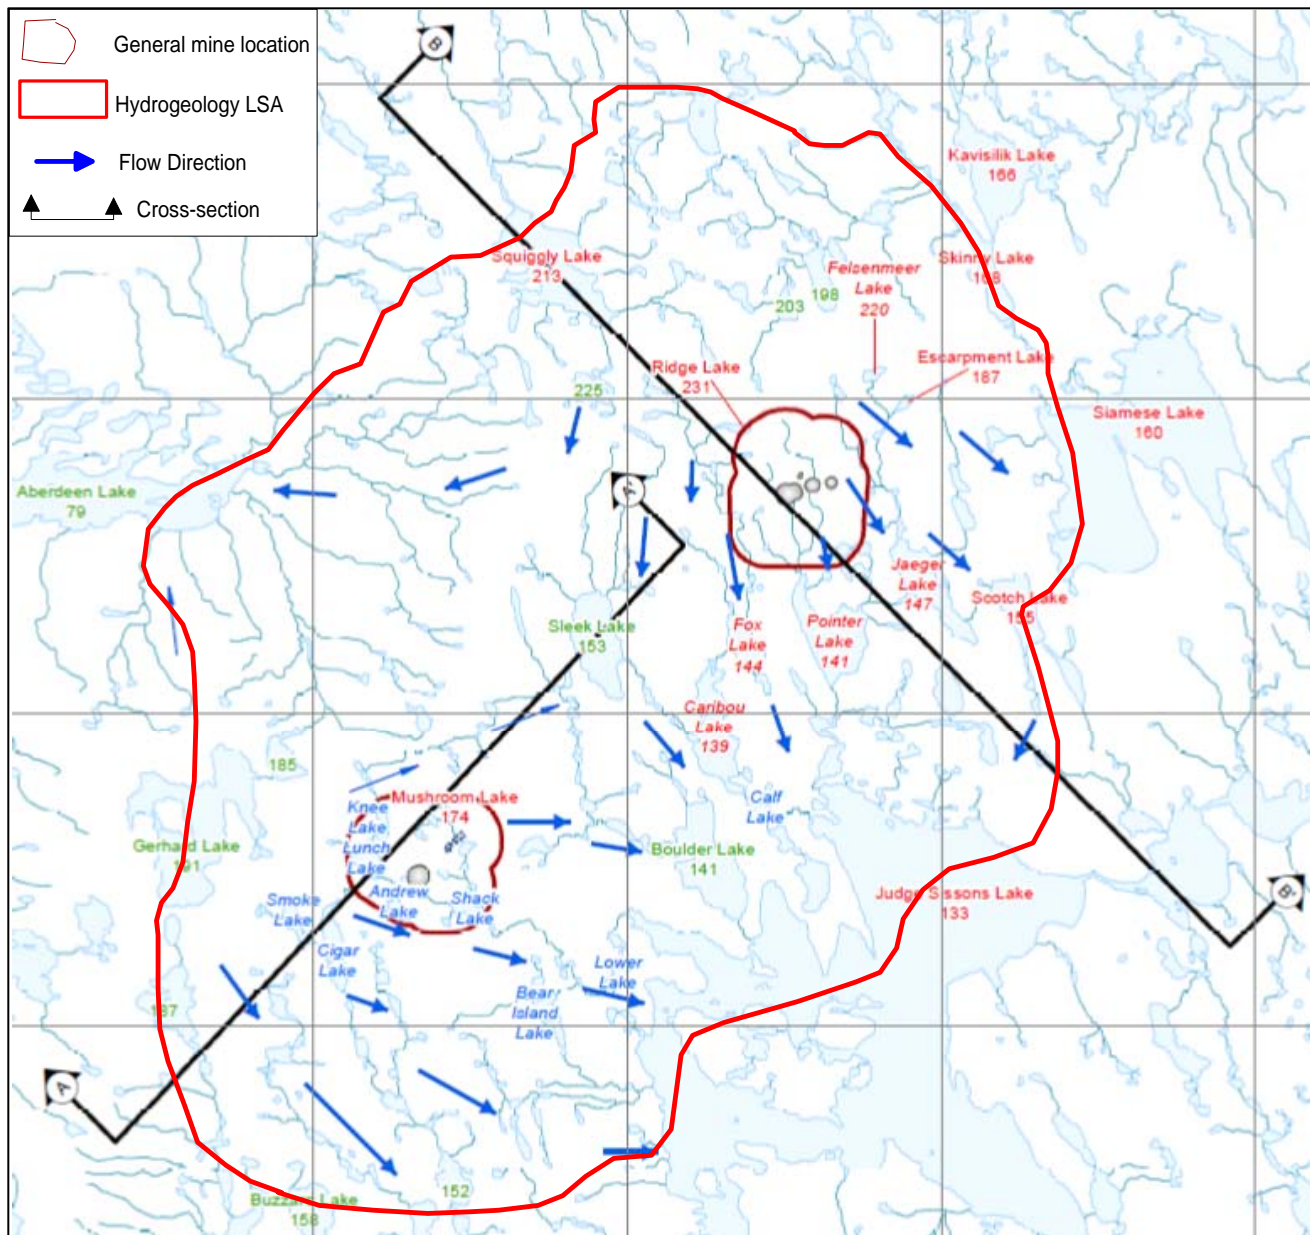 General mine location
Hydrogeology LSA
Flow Direction
Cross-section
B
Kavisilik Lake
166
Squiggly Lake
213
Felsenmeer
Lake
220
Skinny Lake
168
203
198
Ridge Lake
231
Escarpment Lake
187
225
Siamese Lake
160
Aberdeen Lake
79
A'
Jaeger
Lake
147
Scotch Lake
155
Sleek Lake
153
Fox
Lake
144
Pointer
Lake
141
Caribou
Lake
139
185
Mushroom Lake
174
Knee
Lake
Lunch
Lake
Calf
Lake
Gerhard Lake
191
Boulder Lake
141
Smoke
Lake
Andrew
Lake
Shack
Lake
Judge Sissons Lake
133
B'
Cigar
Lake
Lower
Lake
Bear
Island
Lake
187
A
Buzzard Lake
158
152